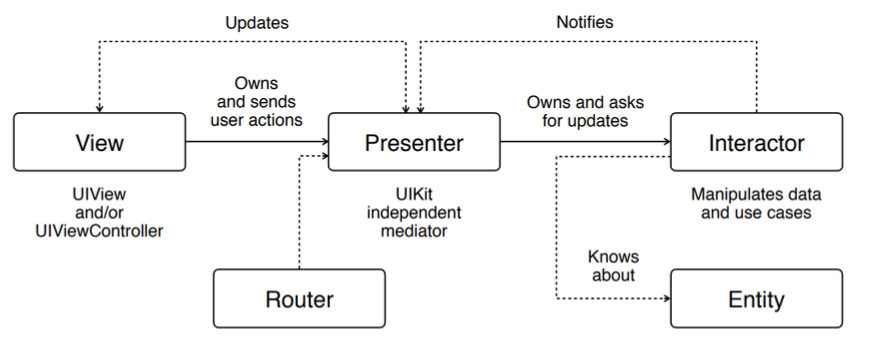 Updates
Notifies
Owns
and sends
user actions
Owns and asks
for updates
View
Presenter
Interactor
UIView
and/or
UIViewController
UIKit
independent
mediator
Manipulates data
and use cases
Knows
about
Router
Entity